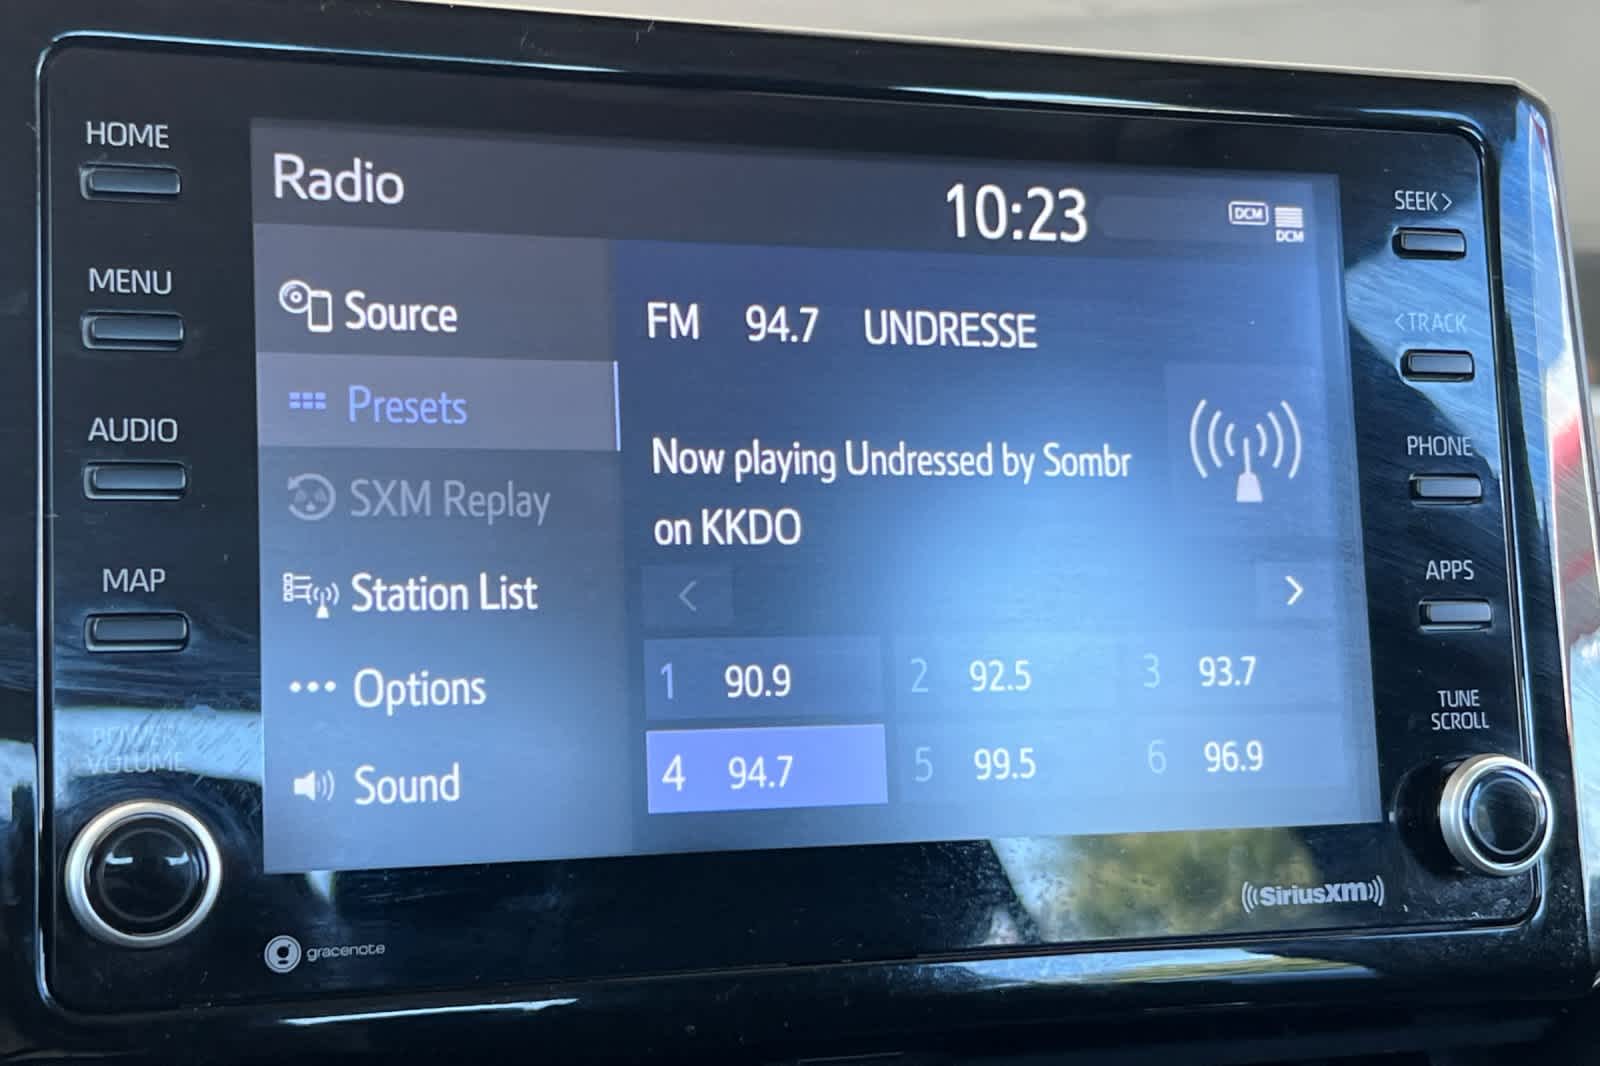 HOME
MENU
AUDIO
MAP
POWER
VOLUME
Radio
10:23
DCM
DCM
Source
Presets
SXM Replay
Station List
Options
Sound
FM 94.7 UNDRESSE
Now playing Undressed by Sombr
on KKDO
<
>
1 90.9 2 92.5 3 93.7
4 94.7 5 99.5 6 96.9
SEEK >
< TRACK
PHONE
APPS
TUNE
SCROLL
gracenote
((SiriusXM))